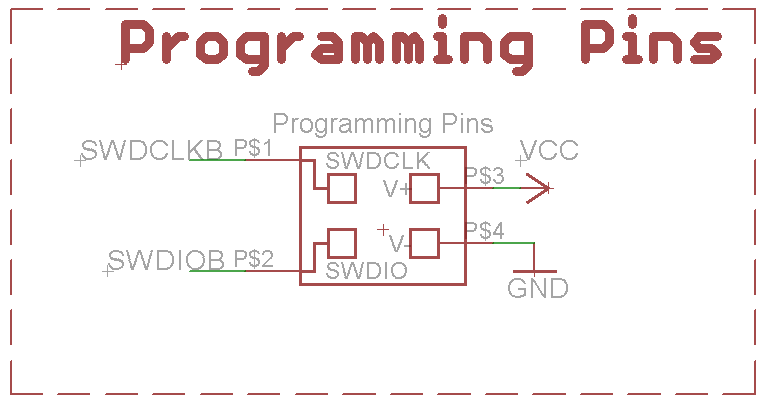 Programming Pins
Programming Pins
SWDCLKB P$1 SWDCLK VCC
V+ P$3
V- P$4
SWDIOB P$2 SWDIO
GND